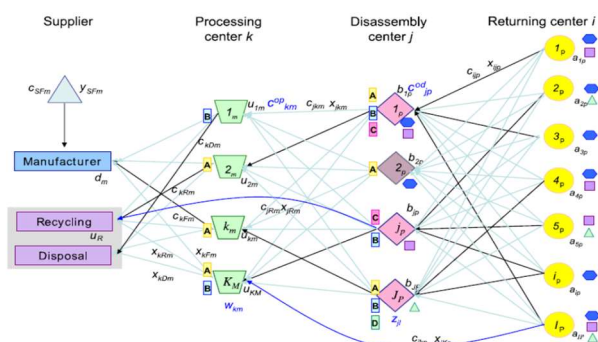 Supplier
Processing center k
Disassembly center j
Returning center i
c_SFm y_SFm
Manufacturer
d_m
Recycling
u_R
Disposal
B 1_m u_1m c^op_km
A 2_m u_2m
A k_m u_km
A K_M u_KM
B
w_km
c_kDm
c_kRm
c_kFm
x_kRm x_kFm
x_kDm
c_jkm x_jkm
c_jRm x_jRm
A b_1p c^od_jp
B 1_p
C
A 2_p b_2p
C j_p b_jp
B
A J_P
B
D z_jl
c_ijp x_ijp
1_p a_1p
2_p a_2p
3_p a_3p
4_p a_4p
5_p a_5p
i_p a_ip
I_P